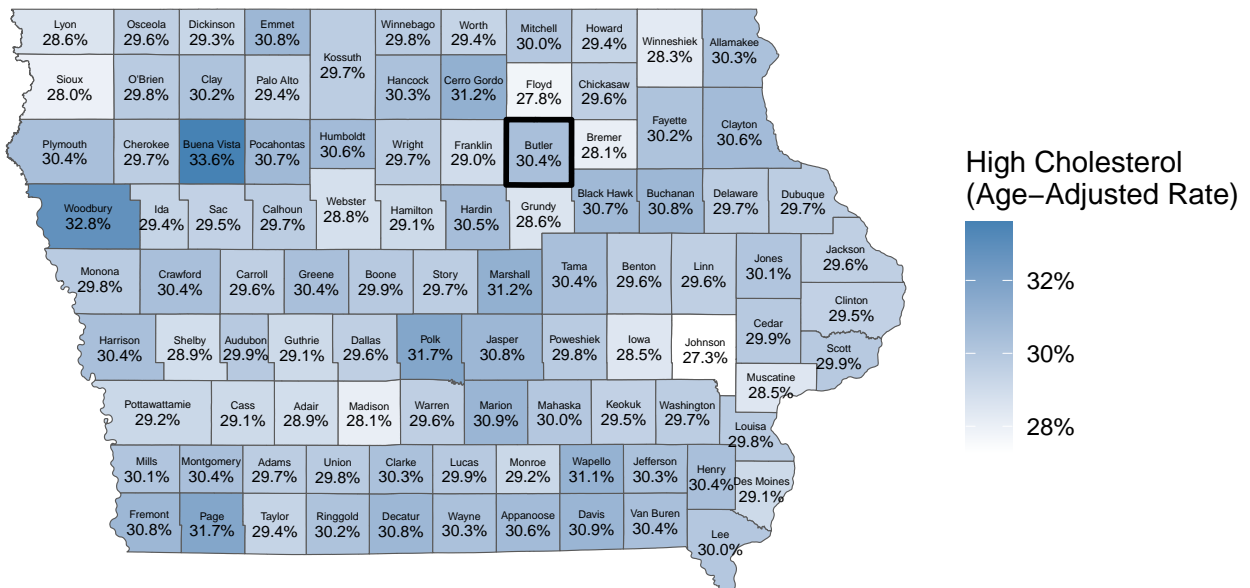 Lyon
28.6%
Osceola
29.6%
Dickinson
29.3%
Emmet
30.8%
Kossuth
29.7%
Winnebago
29.8%
Worth
29.4%
Mitchell
30.0%
Howard
29.4%
Winneshiek
28.3%
Allamakee
30.3%
Sioux
28.0%
O'Brien
29.8%
Clay
30.2%
Palo Alto
29.4%
Hancock
30.3%
Cerro Gordo
31.2%
Floyd
27.8%
Chickasaw
29.6%
Fayette
30.2%
Clayton
30.6%
Plymouth
30.4%
Cherokee
29.7%
Buena Vista
33.6%
Pocahontas
30.7%
Humboldt
30.6%
Wright
29.7%
Franklin
29.0%
Butler
30.4%
Bremer
28.1%
Woodbury
32.8%
Ida
29.4%
Sac
29.5%
Calhoun
29.7%
Webster
28.8%
Hamilton
29.1%
Hardin
30.5%
Grundy
28.6%
Black Hawk
30.7%
Buchanan
30.8%
Delaware
29.7%
Dubuque
29.7%
Monona
29.8%
Crawford
30.4%
Carroll
29.6%
Greene
30.4%
Boone
29.9%
Story
29.7%
Marshall
31.2%
Tama
30.4%
Benton
29.6%
Linn
29.6%
Jones
30.1%
Jackson
29.6%
Clinton
29.5%
Harrison
30.4%
Shelby
28.9%
Audubon
29.9%
Guthrie
29.1%
Dallas
29.6%
Polk
31.7%
Jasper
30.8%
Poweshiek
29.8%
Iowa
28.5%
Johnson
27.3%
Cedar
29.9%
Scott
29.9%
Muscatine
28.5%
Pottawattamie
29.2%
Cass
29.1%
Adair
28.9%
Madison
28.1%
Warren
29.6%
Marion
30.9%
Mahaska
30.0%
Keokuk
29.5%
Washington
29.7%
Louisa
29.8%
Mills
30.1%
Montgomery
30.4%
Adams
29.7%
Union
29.8%
Clarke
30.3%
Lucas
29.9%
Monroe
29.2%
Wapello
31.1%
Jefferson
30.3%
Henry
30.4%
Des Moines
29.1%
Fremont
30.8%
Page
31.7%
Taylor
29.4%
Ringgold
30.2%
Decatur
30.8%
Wayne
30.3%
Appanoose
30.6%
Davis
30.9%
Van Buren
30.4%
Lee
30.0%
High Cholesterol
(Age−Adjusted Rate)
32%
30%
28%